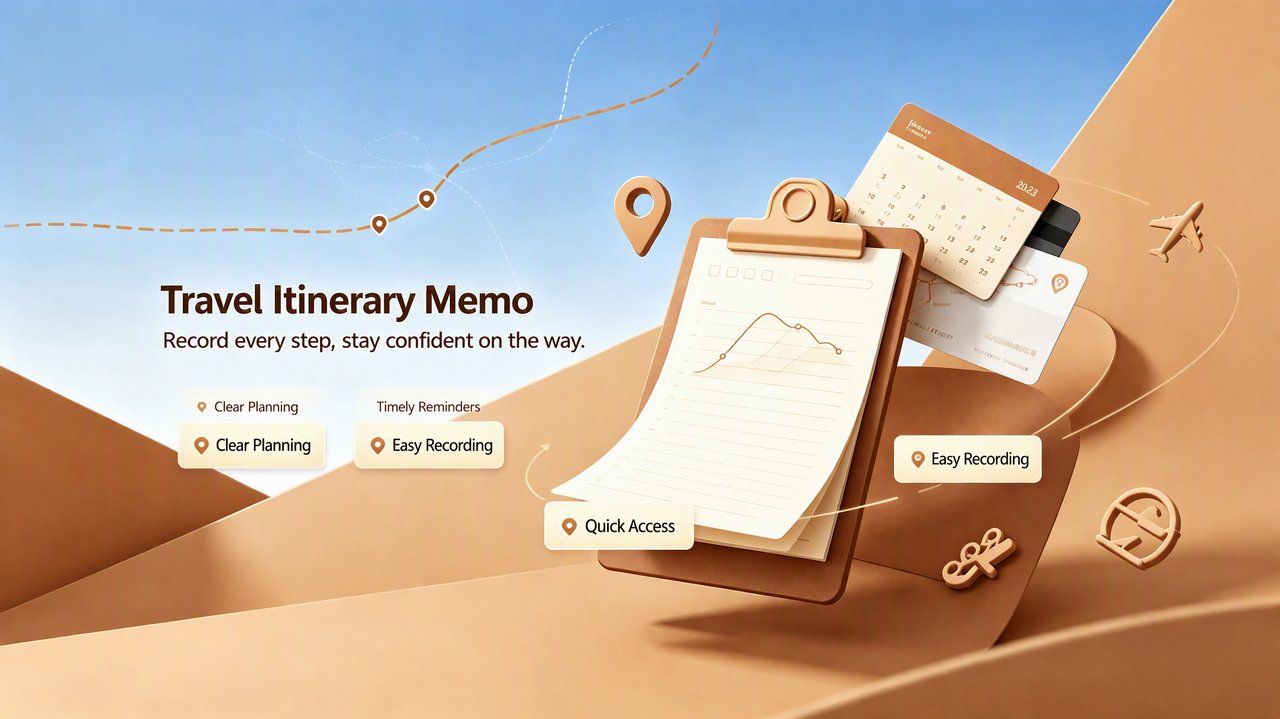 Travel Itinerary Memo
Record every step, stay confident on the way.
Clear Planning
Timely Reminders
Clear Planning
Easy Recording
Quick Access
Easy Recording
2023